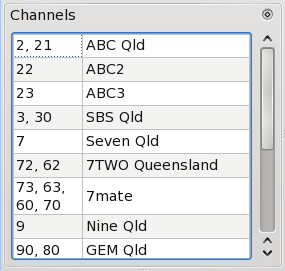 Channels
2, 21 ABC Qld
22 ABC2
23 ABC3
3, 30 SBS Qld
7 Seven Qld
72, 62 7TWO Queensland
73, 63,
60, 70 7mate
9 Nine Qld
90, 80 GEM Qld